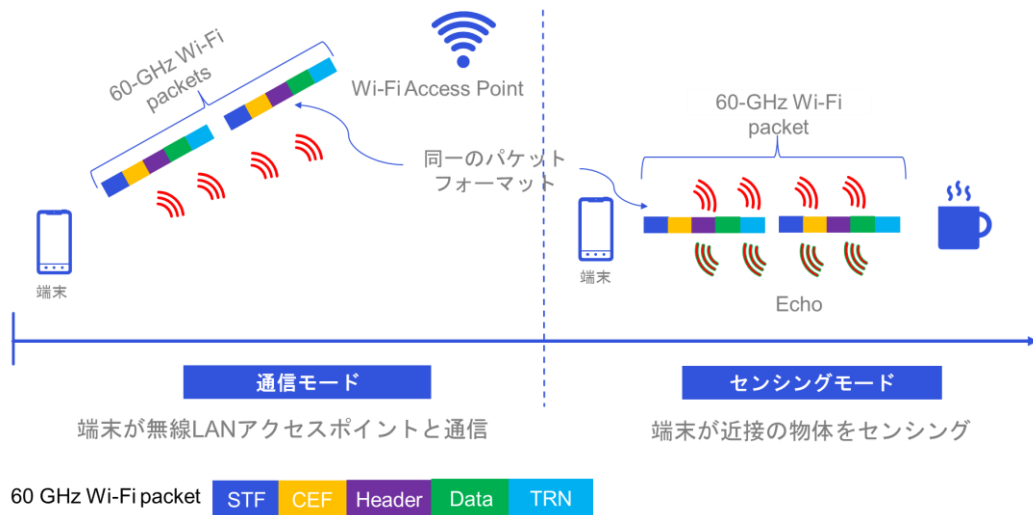 60-GHz Wi-Fi
packets
Wi-Fi Access Point
同一のパケット
フォーマット
60-GHz Wi-Fi
packet
端末
端末
Echo
通信モード
センシングモード
端末が無線LANアクセスポイントと通信
端末が近接の物体をセンシング
60 GHz Wi-Fi packet
STF
CEF
Header
Data
TRN